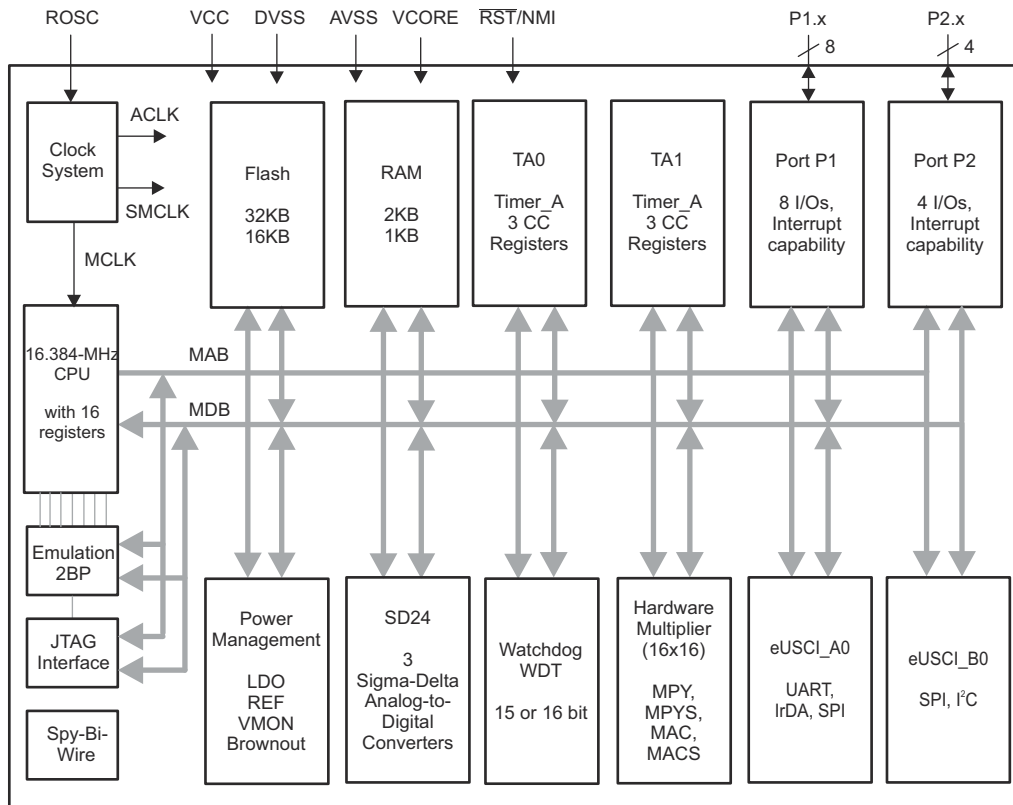 ROSC
VCC
DVSS
AVSS
VCORE
RST/NMI
P1.x
P2.x
8
4
Clock
System
ACLK
SMCLK
MCLK
Flash
32KB
16KB
RAM
2KB
1KB
TA0
Timer_A
3 CC
Registers
TA1
Timer_A
3 CC
Registers
Port P1
8 I/Os,
Interrupt
capability
Port P2
4 I/Os,
Interrupt
capability
16.384-MHz
CPU
with 16
registers
MAB
MDB
Emulation
2BP
JTAG
Interface
Spy-Bi-
Wire
Power
Management
LDO
REF
VMON
Brownout
SD24
3
Sigma-Delta
Analog-to-
Digital
Converters
Watchdog
WDT
15 or 16 bit
Hardware
Multiplier
(16x16)
MPY,
MPYS,
MAC,
MACS
eUSCI_A0
UART,
IrDA, SPI
eUSCI_B0
SPI, I²C